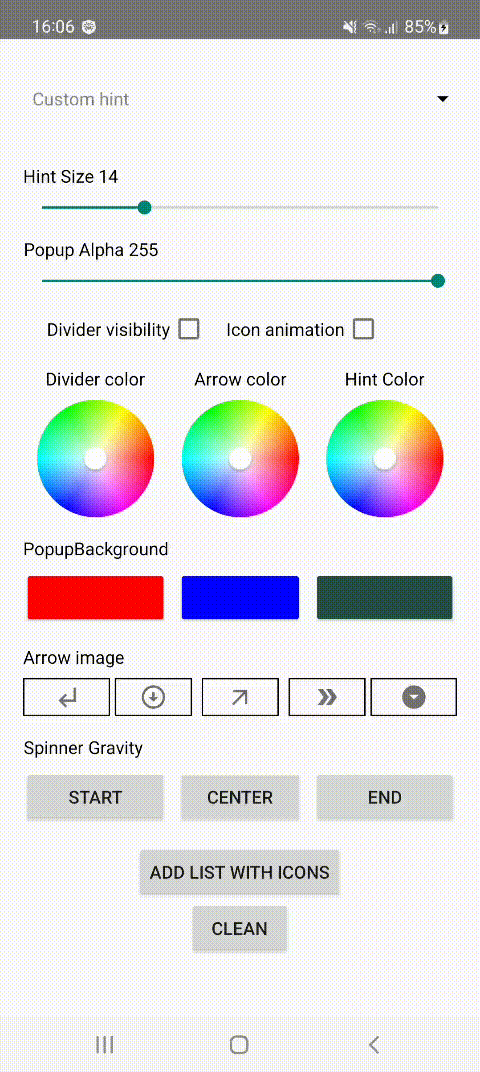 16:06 85%
Custom hint
Hint Size 14
Popup Alpha 255
Divider visibility Icon animation
Divider color Arrow color Hint Color
PopupBackground
Arrow image
Spinner Gravity
START CENTER END
ADD LIST WITH ICONS
CLEAN